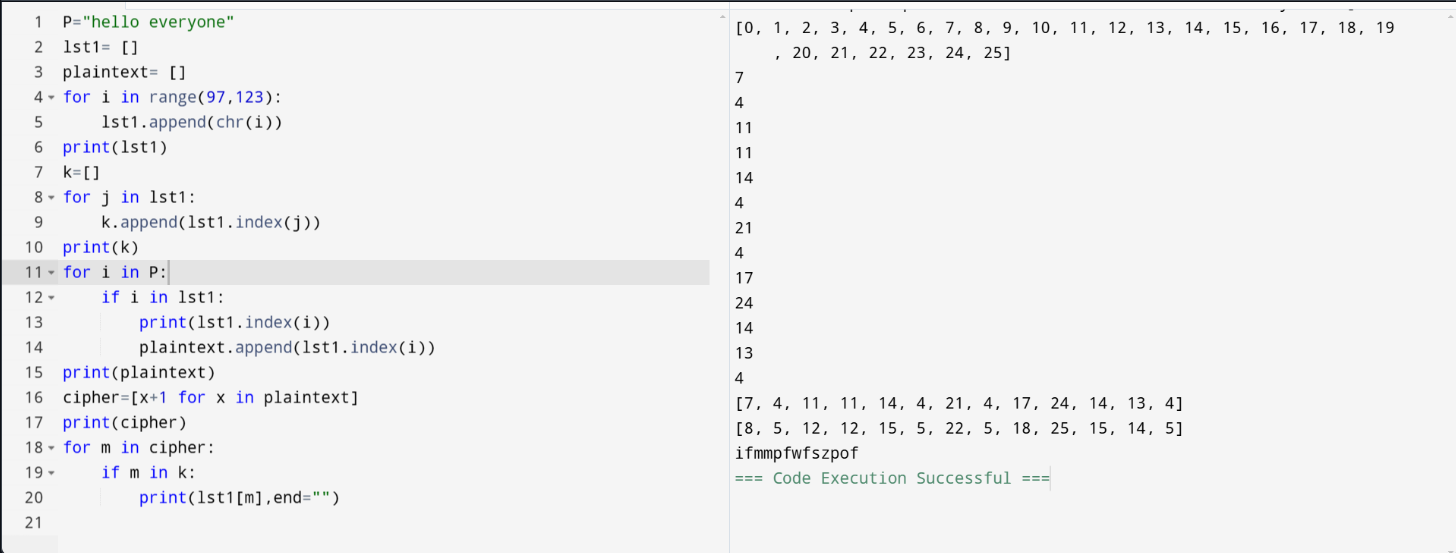 1 P="hello everyone"
2 lst1= []
3 plaintext= []
4 for i in range(97,123):
5     lst1.append(chr(i))
6 print(lst1)
7 k=[]
8 for j in lst1:
9     k.append(lst1.index(j))
10 print(k)
11 for i in P:
12     if i in lst1:
13         print(lst1.index(i))
14         plaintext.append(lst1.index(i))
15 print(plaintext)
16 cipher=[x+1 for x in plaintext]
17 print(cipher)
18 for m in cipher:
19     if m in k:
20         print(lst1[m],end="")
21
[0, 1, 2, 3, 4, 5, 6, 7, 8, 9, 10, 11, 12, 13, 14, 15, 16, 17, 18, 19
, 20, 21, 22, 23, 24, 25]
7
4
11
11
14
4
21
4
17
24
14
13
4
[7, 4, 11, 11, 14, 4, 21, 4, 17, 24, 14, 13, 4]
[8, 5, 12, 12, 15, 5, 22, 5, 18, 25, 15, 14, 5]
ifmmpfwfszpof
=== Code Execution Successful ===